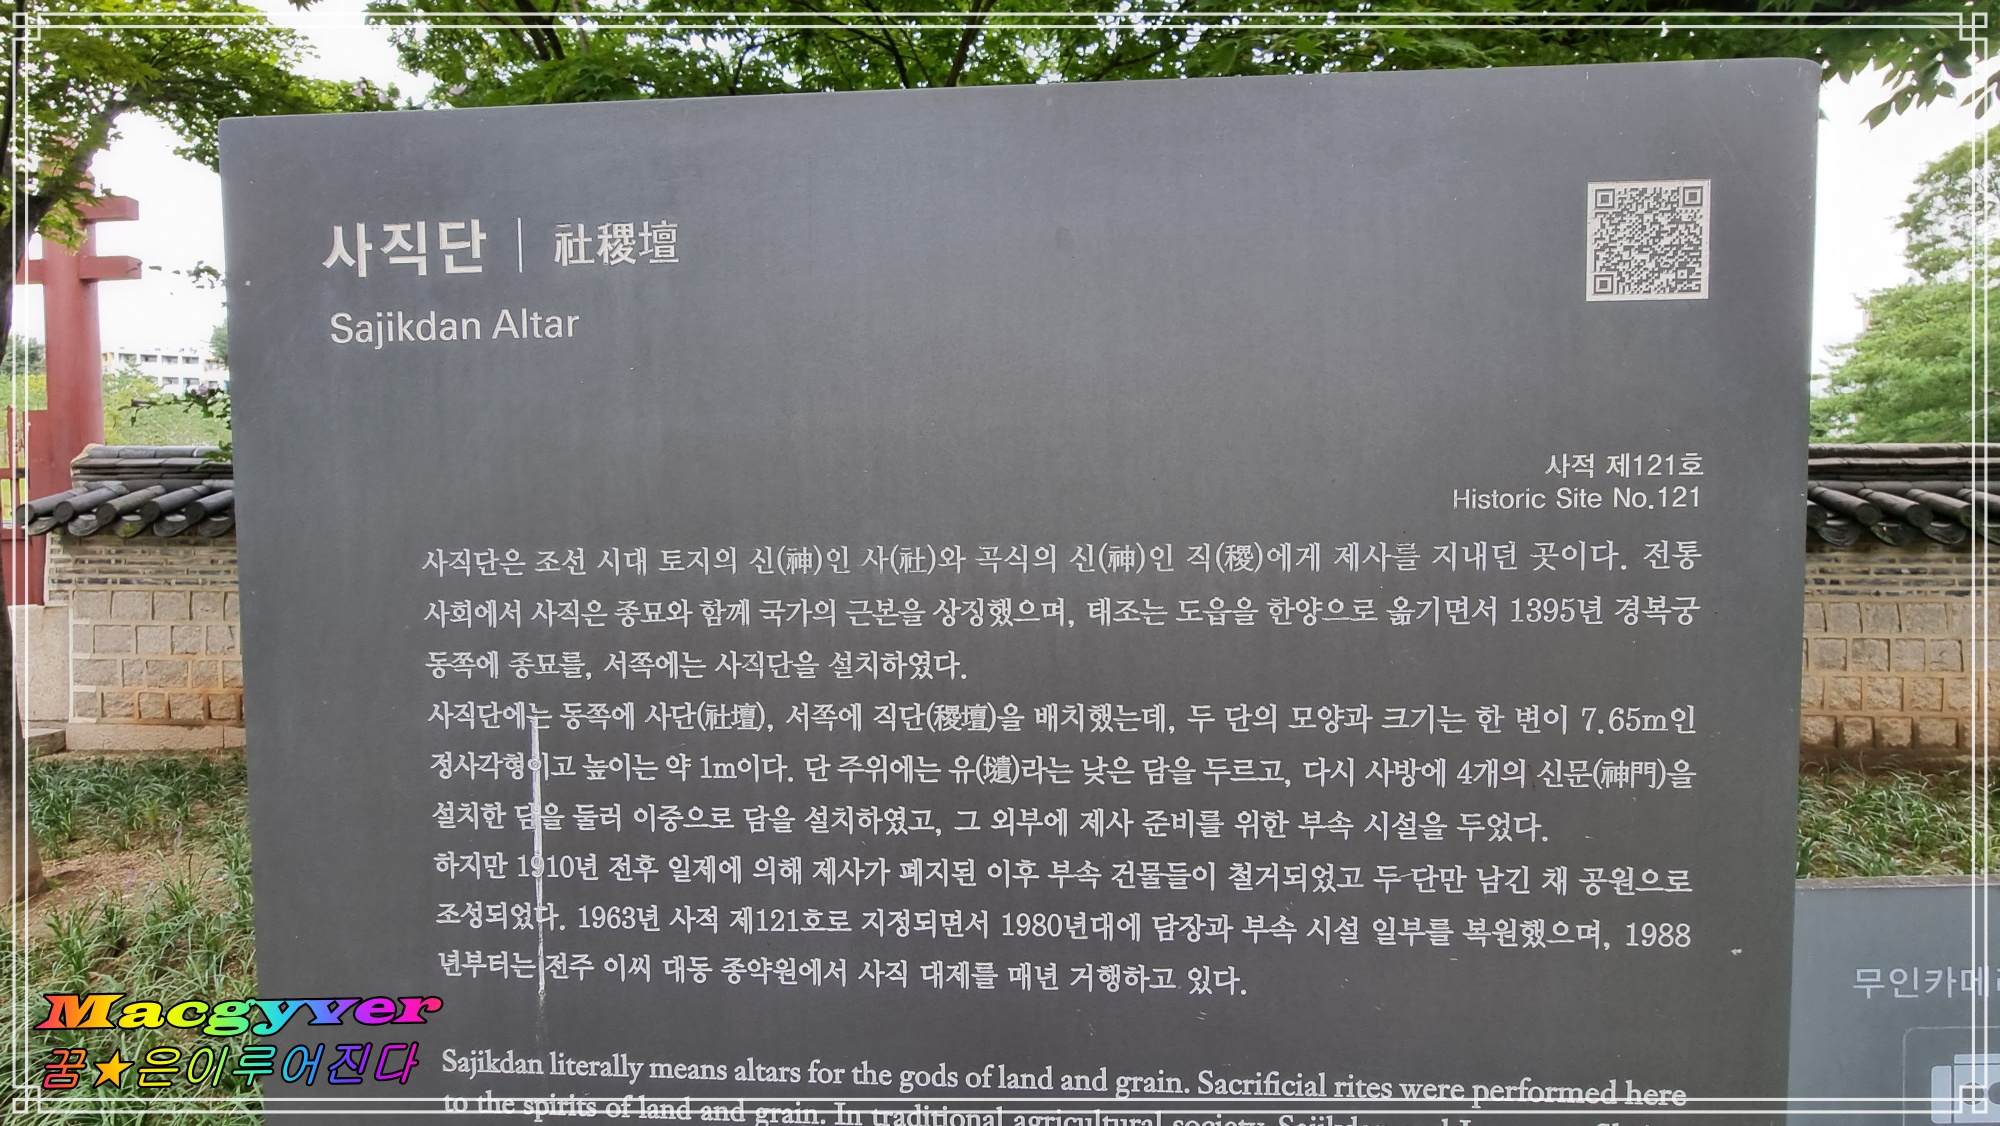 사직단 | 社稷壇
Sajikdan Altar
사적 제121호
Historic Site No.121
사직단은 조선 시대 토지의 신(神)인 사(社)와 곡식의 신(神)인 직(稷)에게 제사를 지내던 곳이다. 전통
사회에서 사직은 종묘와 함께 국가의 근본을 상징했으며, 태조는 도읍을 한양으로 옮기면서 1395년 경복궁
동쪽에 종묘를, 서쪽에는 사직단을 설치하였다.
사직단에는 동쪽에 사단(社壇), 서쪽에 직단(稷壇)을 배치했는데, 두 단의 모양과 크기는 한 변이 7.65m인
정사각형이고 높이는 약 1m이다. 단 주위에는 유(壝)라는 낮은 담을 두르고, 다시 사방에 4개의 신문(神門)을
설치한 담을 둘러 이중으로 담을 설치하였고, 그 외부에 제사 준비를 위한 부속 시설을 두었다.
하지만 1910년 전후 일제에 의해 제사가 폐지된 이후 부속 건물들이 철거되었고 두 단만 남긴 채 공원으로
조성되었다. 1963년 사적 제121호로 지정되면서 1980년대에 담장과 부속 시설 일부를 복원했으며, 1988
년부터는 전주 이씨 대동 종약원에서 사직 대제를 매년 거행하고 있다.
Sajikdan literally means altars for the gods of land and grain. Sacrificial rites were performed here
to the spirits of land and grain. In traditional agricultural society, Sajikdan and
무인카메
Macgyver
꿈★은이루어진다